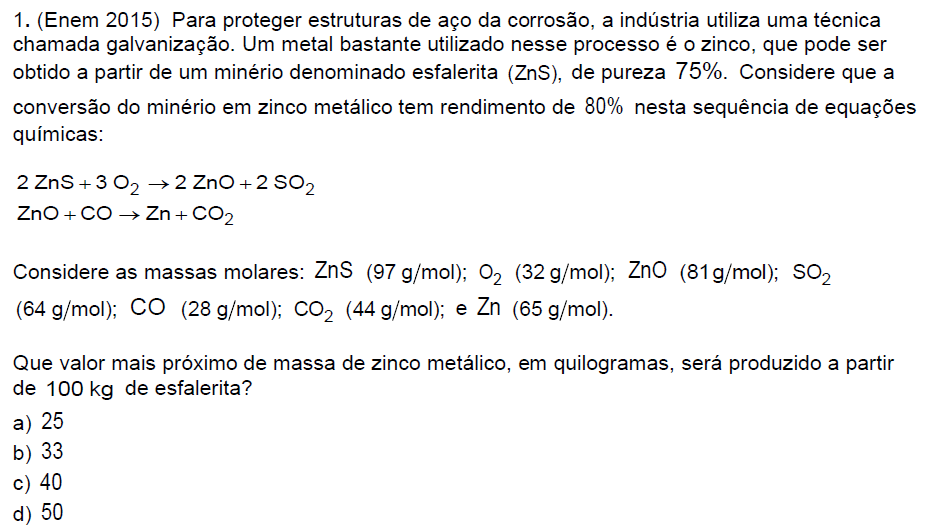 1. (Enem 2015) Para proteger estruturas de aço da corrosão, a indústria utiliza uma técnica
chamada galvanização. Um metal bastante utilizado nesse processo é o zinco, que pode ser
obtido a partir de um minério denominado esfalerita (ZnS), de pureza 75%. Considere que a
conversão do minério em zinco metálico tem rendimento de 80% nesta sequência de equações
químicas:
2 ZnS + 3 O₂ → 2 ZnO + 2 SO₂
ZnO + CO → Zn + CO₂
Considere as massas molares: ZnS (97 g/mol); O₂ (32 g/mol); ZnO (81 g/mol); SO₂
(64 g/mol); CO (28 g/mol); CO₂ (44 g/mol); e Zn (65 g/mol).
Que valor mais próximo de massa de zinco metálico, em quilogramas, será produzido a partir
de 100 kg de esfalerita?
a) 25
b) 33
c) 40
d) 50